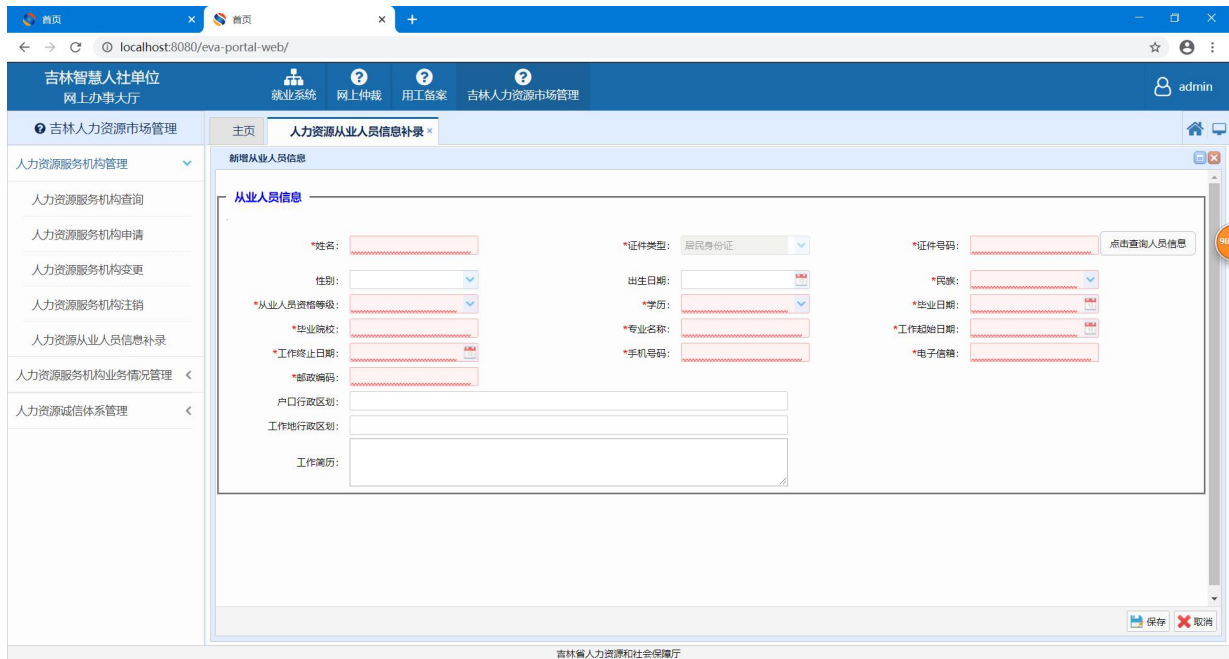 首页
首页
localhost:8080/eva-portal-web/
吉林智慧人社单位
网上办事大厅
就业系统
网上仲裁
用工备案
吉林人力资源市场管理
admin
吉林人力资源市场管理
主页
人力资源从业人员信息补录
人力资源服务机构管理
人力资源服务机构查询
人力资源服务机构申请
人力资源服务机构变更
人力资源服务机构注销
人力资源从业人员信息补录
人力资源服务机构业务情况管理
人力资源诚信体系管理
新增从业人员信息
从业人员信息
*姓名:
*证件类型: 居民身份证
*证件号码:
点击查询人员信息
性别:
出生日期:
*民族:
*从业人员资格等级:
*学历:
*毕业日期:
*毕业院校:
*专业名称:
*工作起始日期:
*工作终止日期:
*手机号码:
*电子信箱:
*邮政编码:
户口行政区划:
工作地行政区划:
工作简历:
保存
取消
吉林省人力资源和社会保障厅